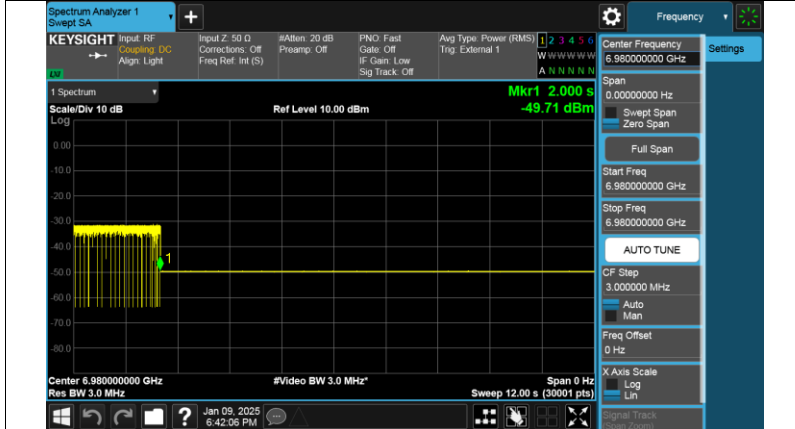 Spectrum Analyzer 1
Swept SA
Frequency
KEYSIGHT
Input: RF
Coupling: DC
Align: Light
Input Z: 50 Ω
Corrections: Off
Freq Ref: Int (S)
#Atten: 20 dB
Preamp: Off
PNO: Fast
Gate: Off
IF Gain: Low
Sig Track: Off
Avg Type: Power (RMS)
Trig: External 1
1 2 3 4 5 6
W W W W W W
A N N N N N
LXI
1 Spectrum
Scale/Div 10 dB
Log
Ref Level 10.00 dBm
Mkr1 2.000 s
-49.71 dBm
0.00
-10.0
-20.0
-30.0
-40.0
-50.0
-60.0
-70.0
-80.0
1
Center 6.980000000 GHz
Res BW 3.0 MHz
#Video BW 3.0 MHz*
Span 0 Hz
Sweep 12.00 s (30001 pts)
Jan 09, 2025
6:42:06 PM
Center Frequency
6.980000000 GHz
Span
0.00000000 Hz
Swept Span
Zero Span
Full Span
Start Freq
6.980000000 GHz
Stop Freq
6.980000000 GHz
AUTO TUNE
CF Step
3.000000 MHz
Auto
Man
Freq Offset
0 Hz
X Axis Scale
Log
Lin
Signal Track
(Span Zoom)
Settings